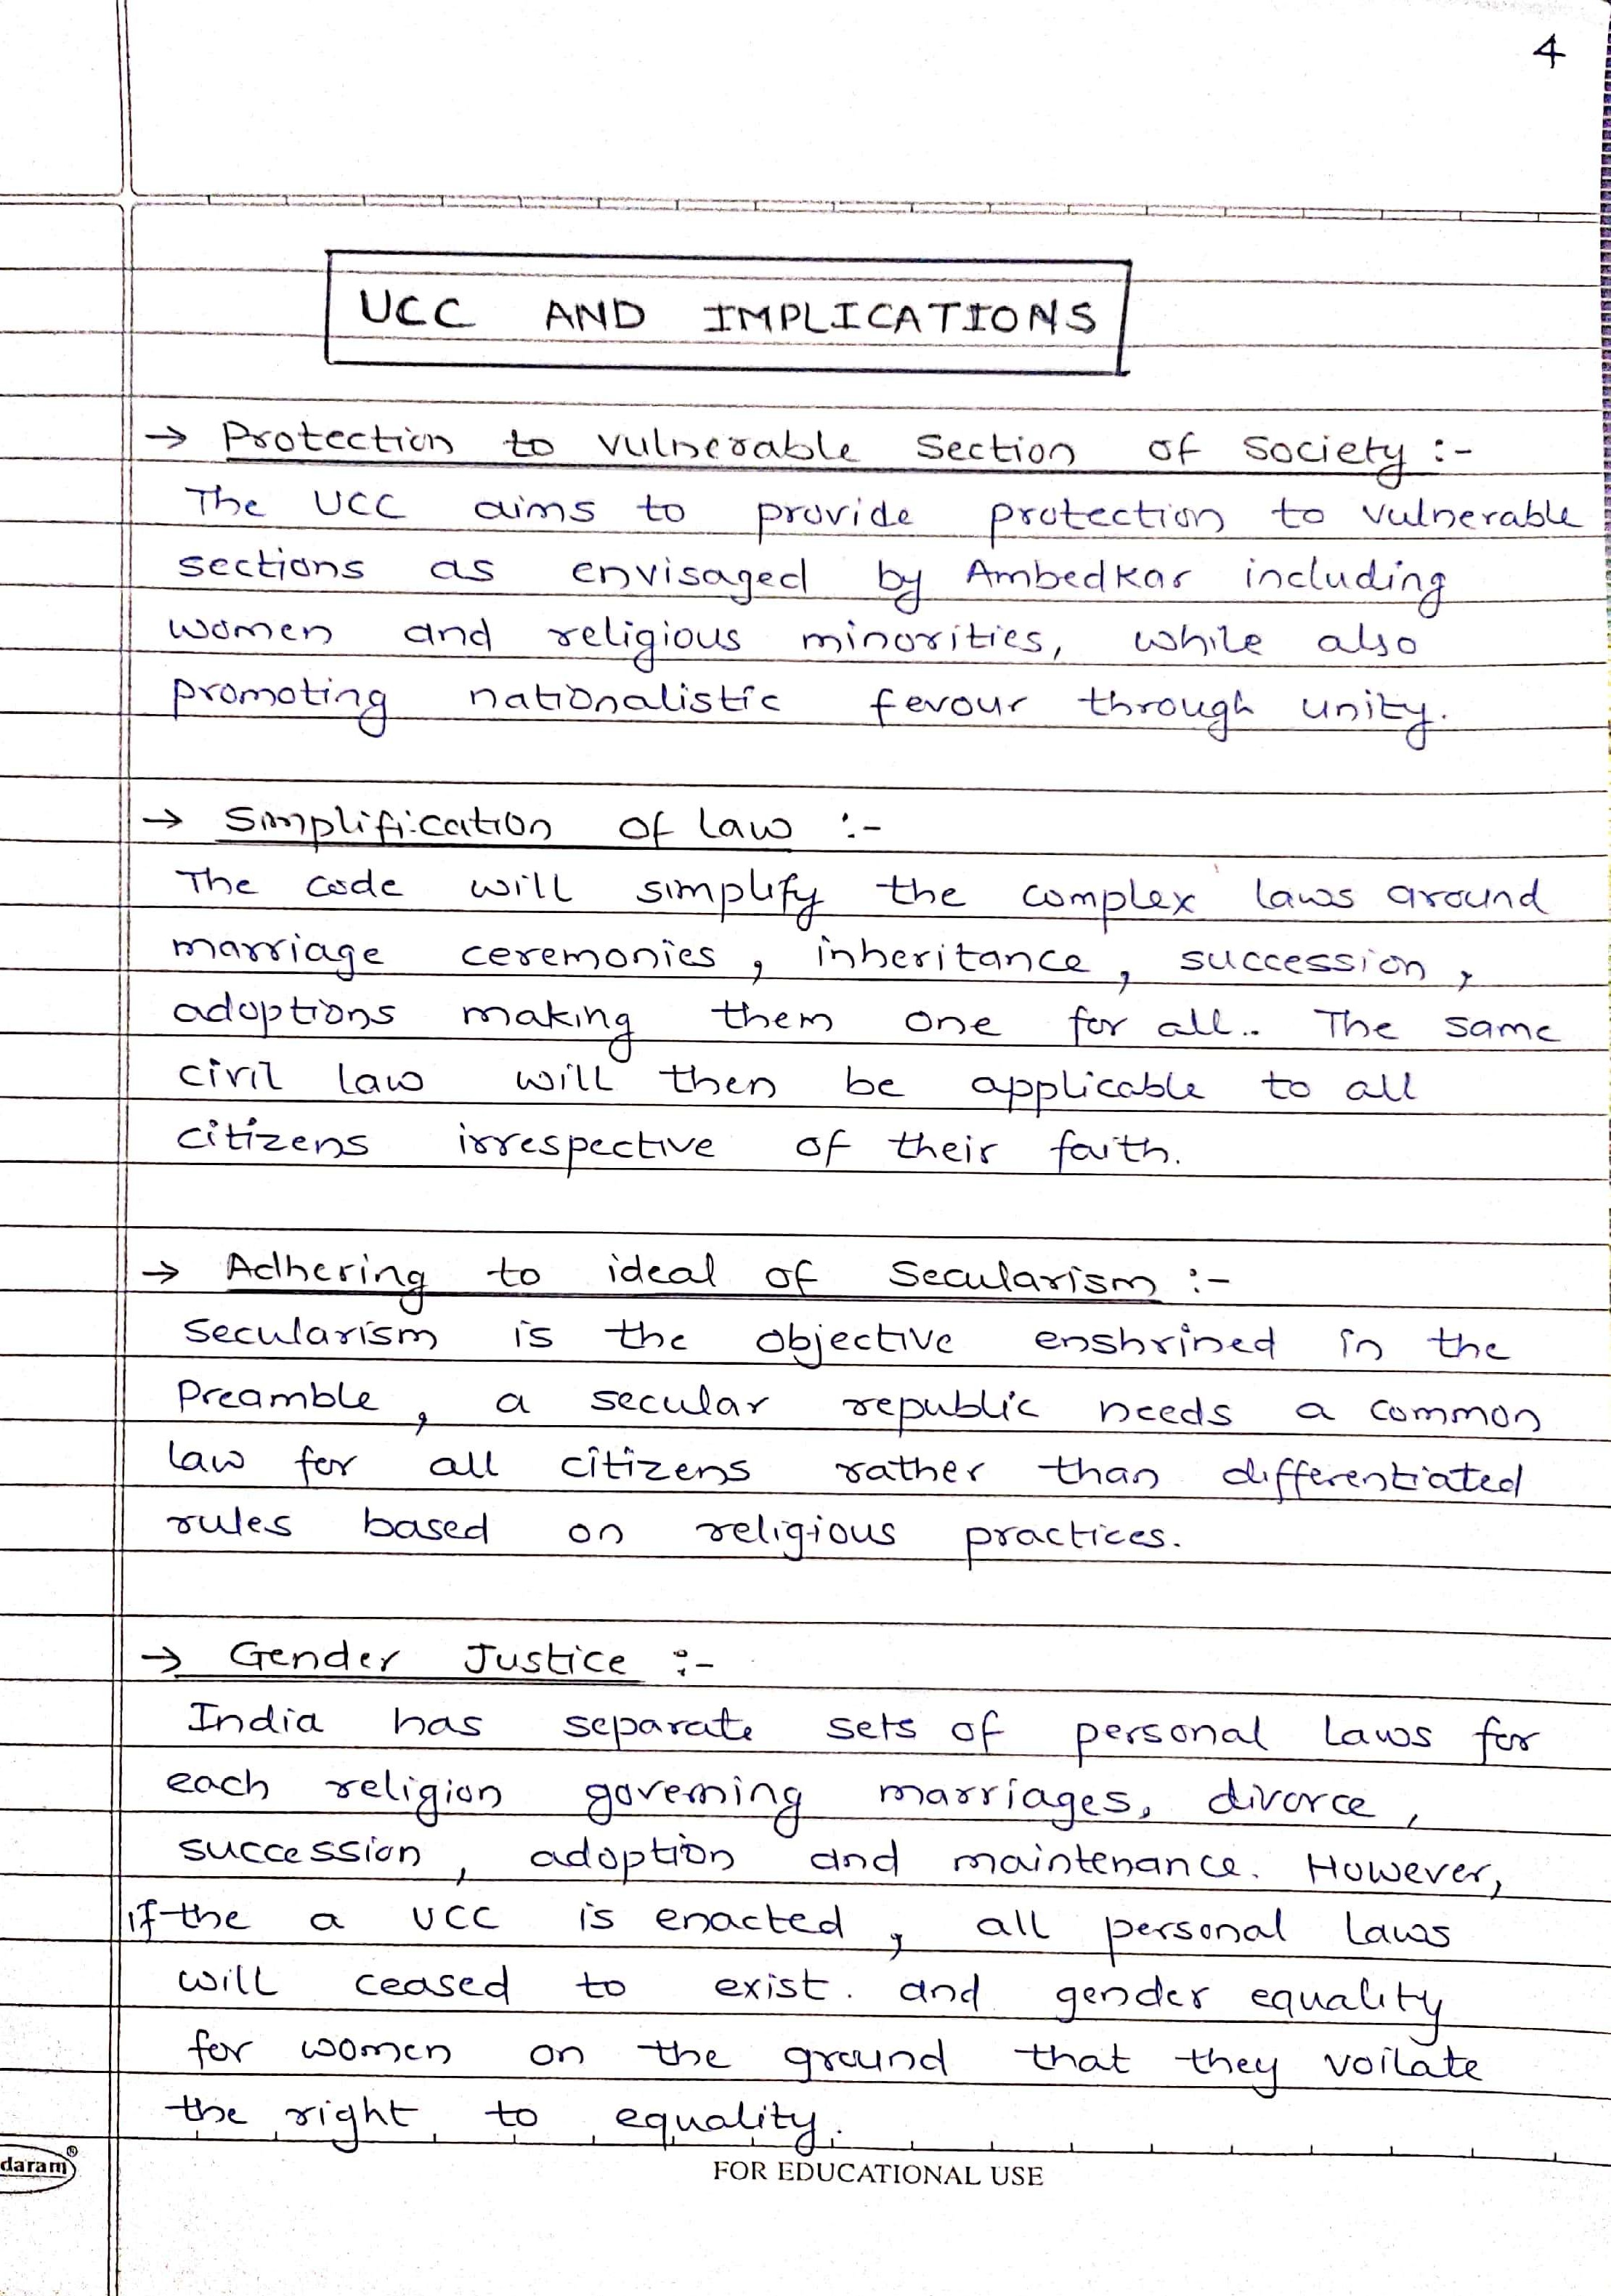 4
UCC AND IMPLICATIONS
→ Protection to vulnerable section of society :-
The UCC aims to provide protection to vulnerable
sections as envisaged by Ambedkar including
women and religious minorities, while also
promoting nationalistic fevour through unity.
→ Simplification of law :-
The code will simplify the complex laws around
marriage ceremonies, inheritance, succession,
adoptions making them one for all.. The same
civil law will then be applicable to all
citizens irrespective of their faith.
→ Adhering to ideal of secularism :-
Secularism is the objective enshrined in the
Preamble, a secular republic needs a common
law for all citizens rather than differentiated
rules based on religious practices.
→ Gender Justice :-
India has separate sets of personal laws for
each religion governing marriages, divorce,
succession, adoption and maintenance. However,
if the a UCC is enacted, all personal laws
will ceased to exist. and gender equality
for women on the ground that they voilate
the right to equality.
daram®
FOR EDUCATIONAL USE